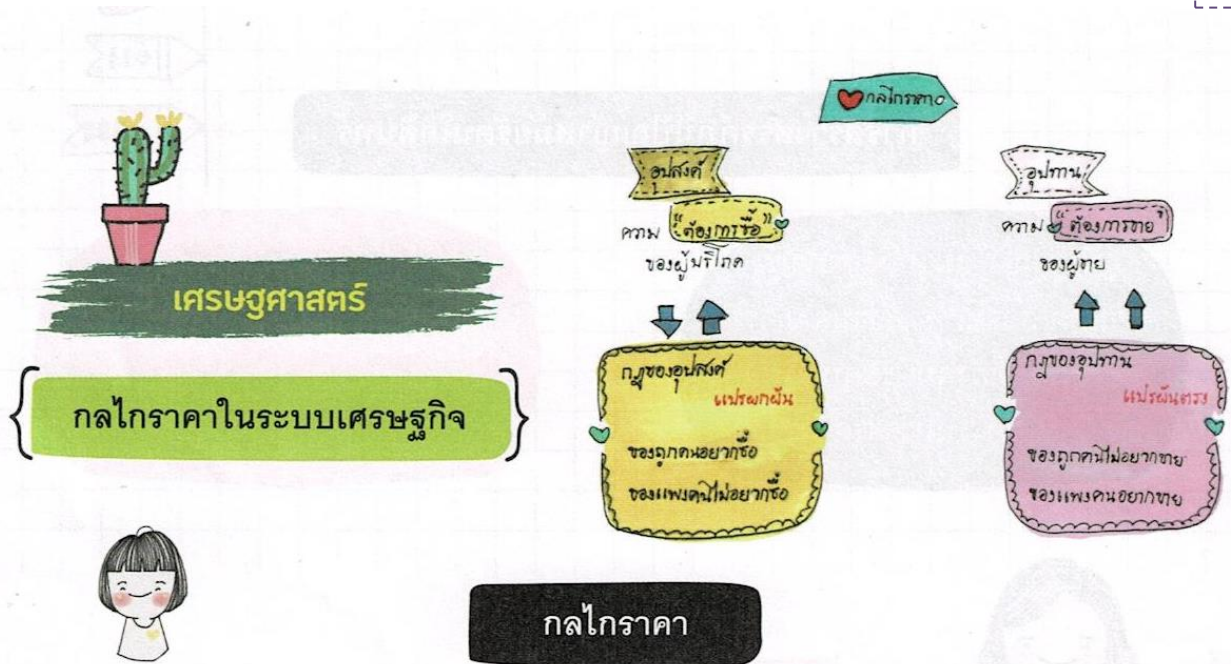 กลไกราคา
อุปสงค์
ความ "ต้องการซื้อ"
ของผู้บริโภค
อุปทาน
ความ "ต้องการขาย"
ของผู้ขาย
เศรษฐศาสตร์
กลไกราคาในระบบเศรษฐกิจ
กฎของอุปสงค์
แปรผกผัน
ของถูกคนอยากซื้อ
ของแพงคนไม่อยากซื้อ
กฎของอุปทาน
แปรผันตรง
ของถูกคนไม่อยากขาย
ของแพงคนอยากขาย
กลไกราคา